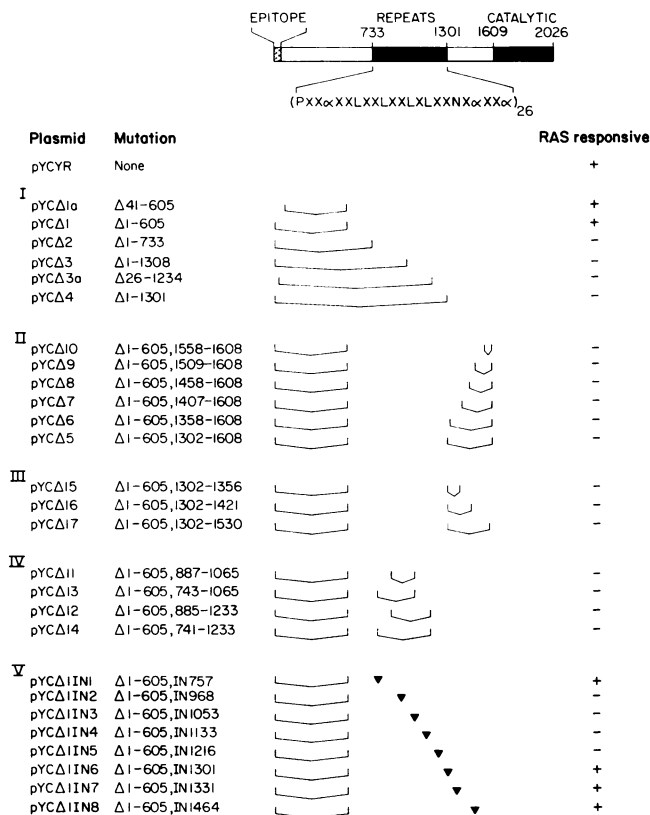 EPITOPE REPEATS CATALYTIC
733 1301 1609 2026
(PXX∝XXLXXLXXLXLXXNX∝XX∝)26
Plasmid Mutation RAS responsive
pYCYR None +
I
pYCΔ1a Δ41-605 +
pYCΔ1 Δ1-605 +
pYCΔ2 Δ1-733 -
pYCΔ3 Δ1-1308 -
pYCΔ3a Δ26-1234 -
pYCΔ4 Δ1-1301 -
II
pYCΔ10 Δ1-605,1558-1608 -
pYCΔ9 Δ1-605,1509-1608 -
pYCΔ8 Δ1-605,1458-1608 -
pYCΔ7 Δ1-605,1407-1608 -
pYCΔ6 Δ1-605,1358-1608 -
pYCΔ5 Δ1-605,1302-1608 -
III
pYCΔ15 Δ1-605,1302-1356 -
pYCΔ16 Δ1-605,1302-1421 -
pYCΔ17 Δ1-605,1302-1530 -
IV
pYCΔ11 Δ1-605,887-1065 -
pYCΔ13 Δ1-605,743-1065 -
pYCΔ12 Δ1-605,885-1233 -
pYCΔ14 Δ1-605,741-1233 -
V
pYCΔ1IN1 Δ1-605,IN757 +
pYCΔ1IN2 Δ1-605,IN968 -
pYCΔ1IN3 Δ1-605,IN1053 -
pYCΔ1IN4 Δ1-605,IN1133 -
pYCΔ1IN5 Δ1-605,IN1216 -
pYCΔ1IN6 Δ1-605,IN1301 +
pYCΔ1IN7 Δ1-605,IN1331 +
pYCΔ1IN8 Δ1-605,IN1464 +